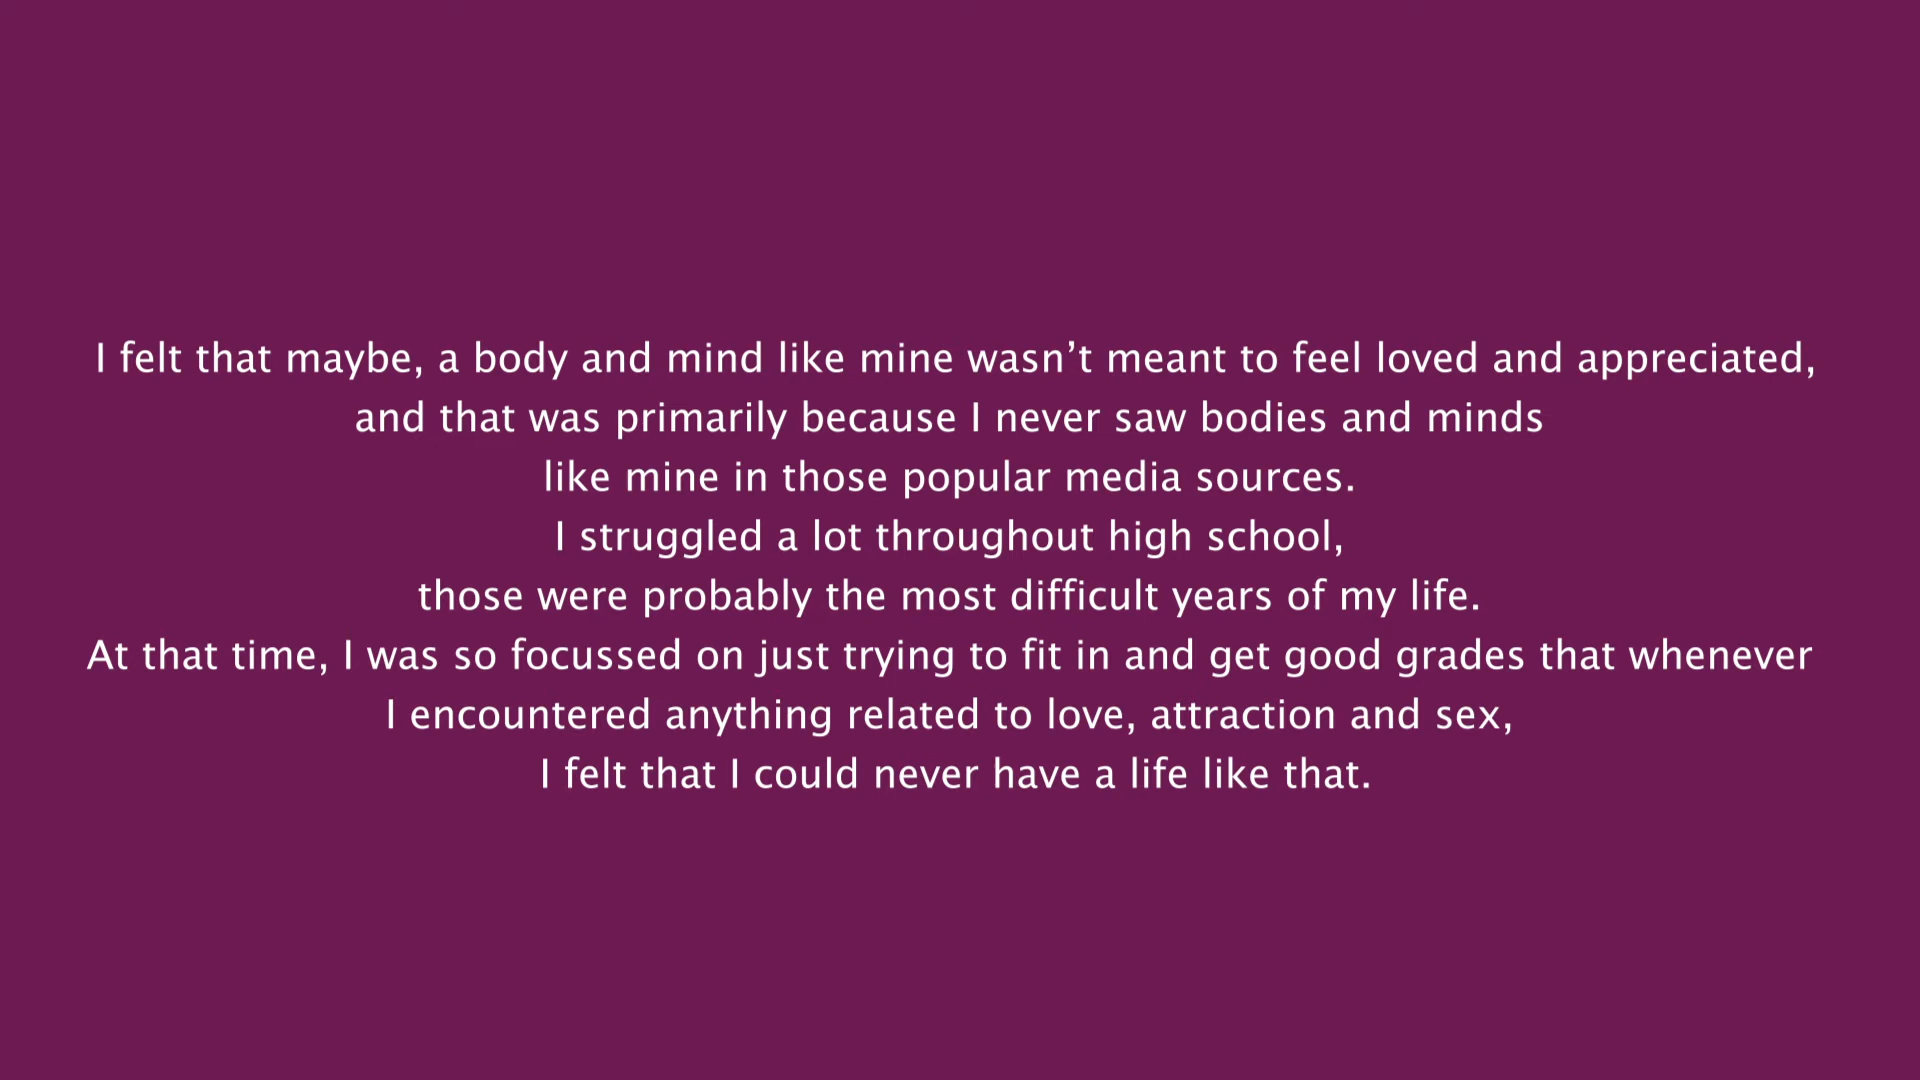 I felt that maybe, a body and mind like mine wasn’t meant to feel loved and appreciated,
and that was primarily because I never saw bodies and minds
like mine in those popular media sources.
I struggled a lot throughout high school,
those were probably the most difficult years of my life.
At that time, I was so focussed on just trying to fit in and get good grades that whenever
I encountered anything related to love, attraction and sex,
I felt that I could never have a life like that.